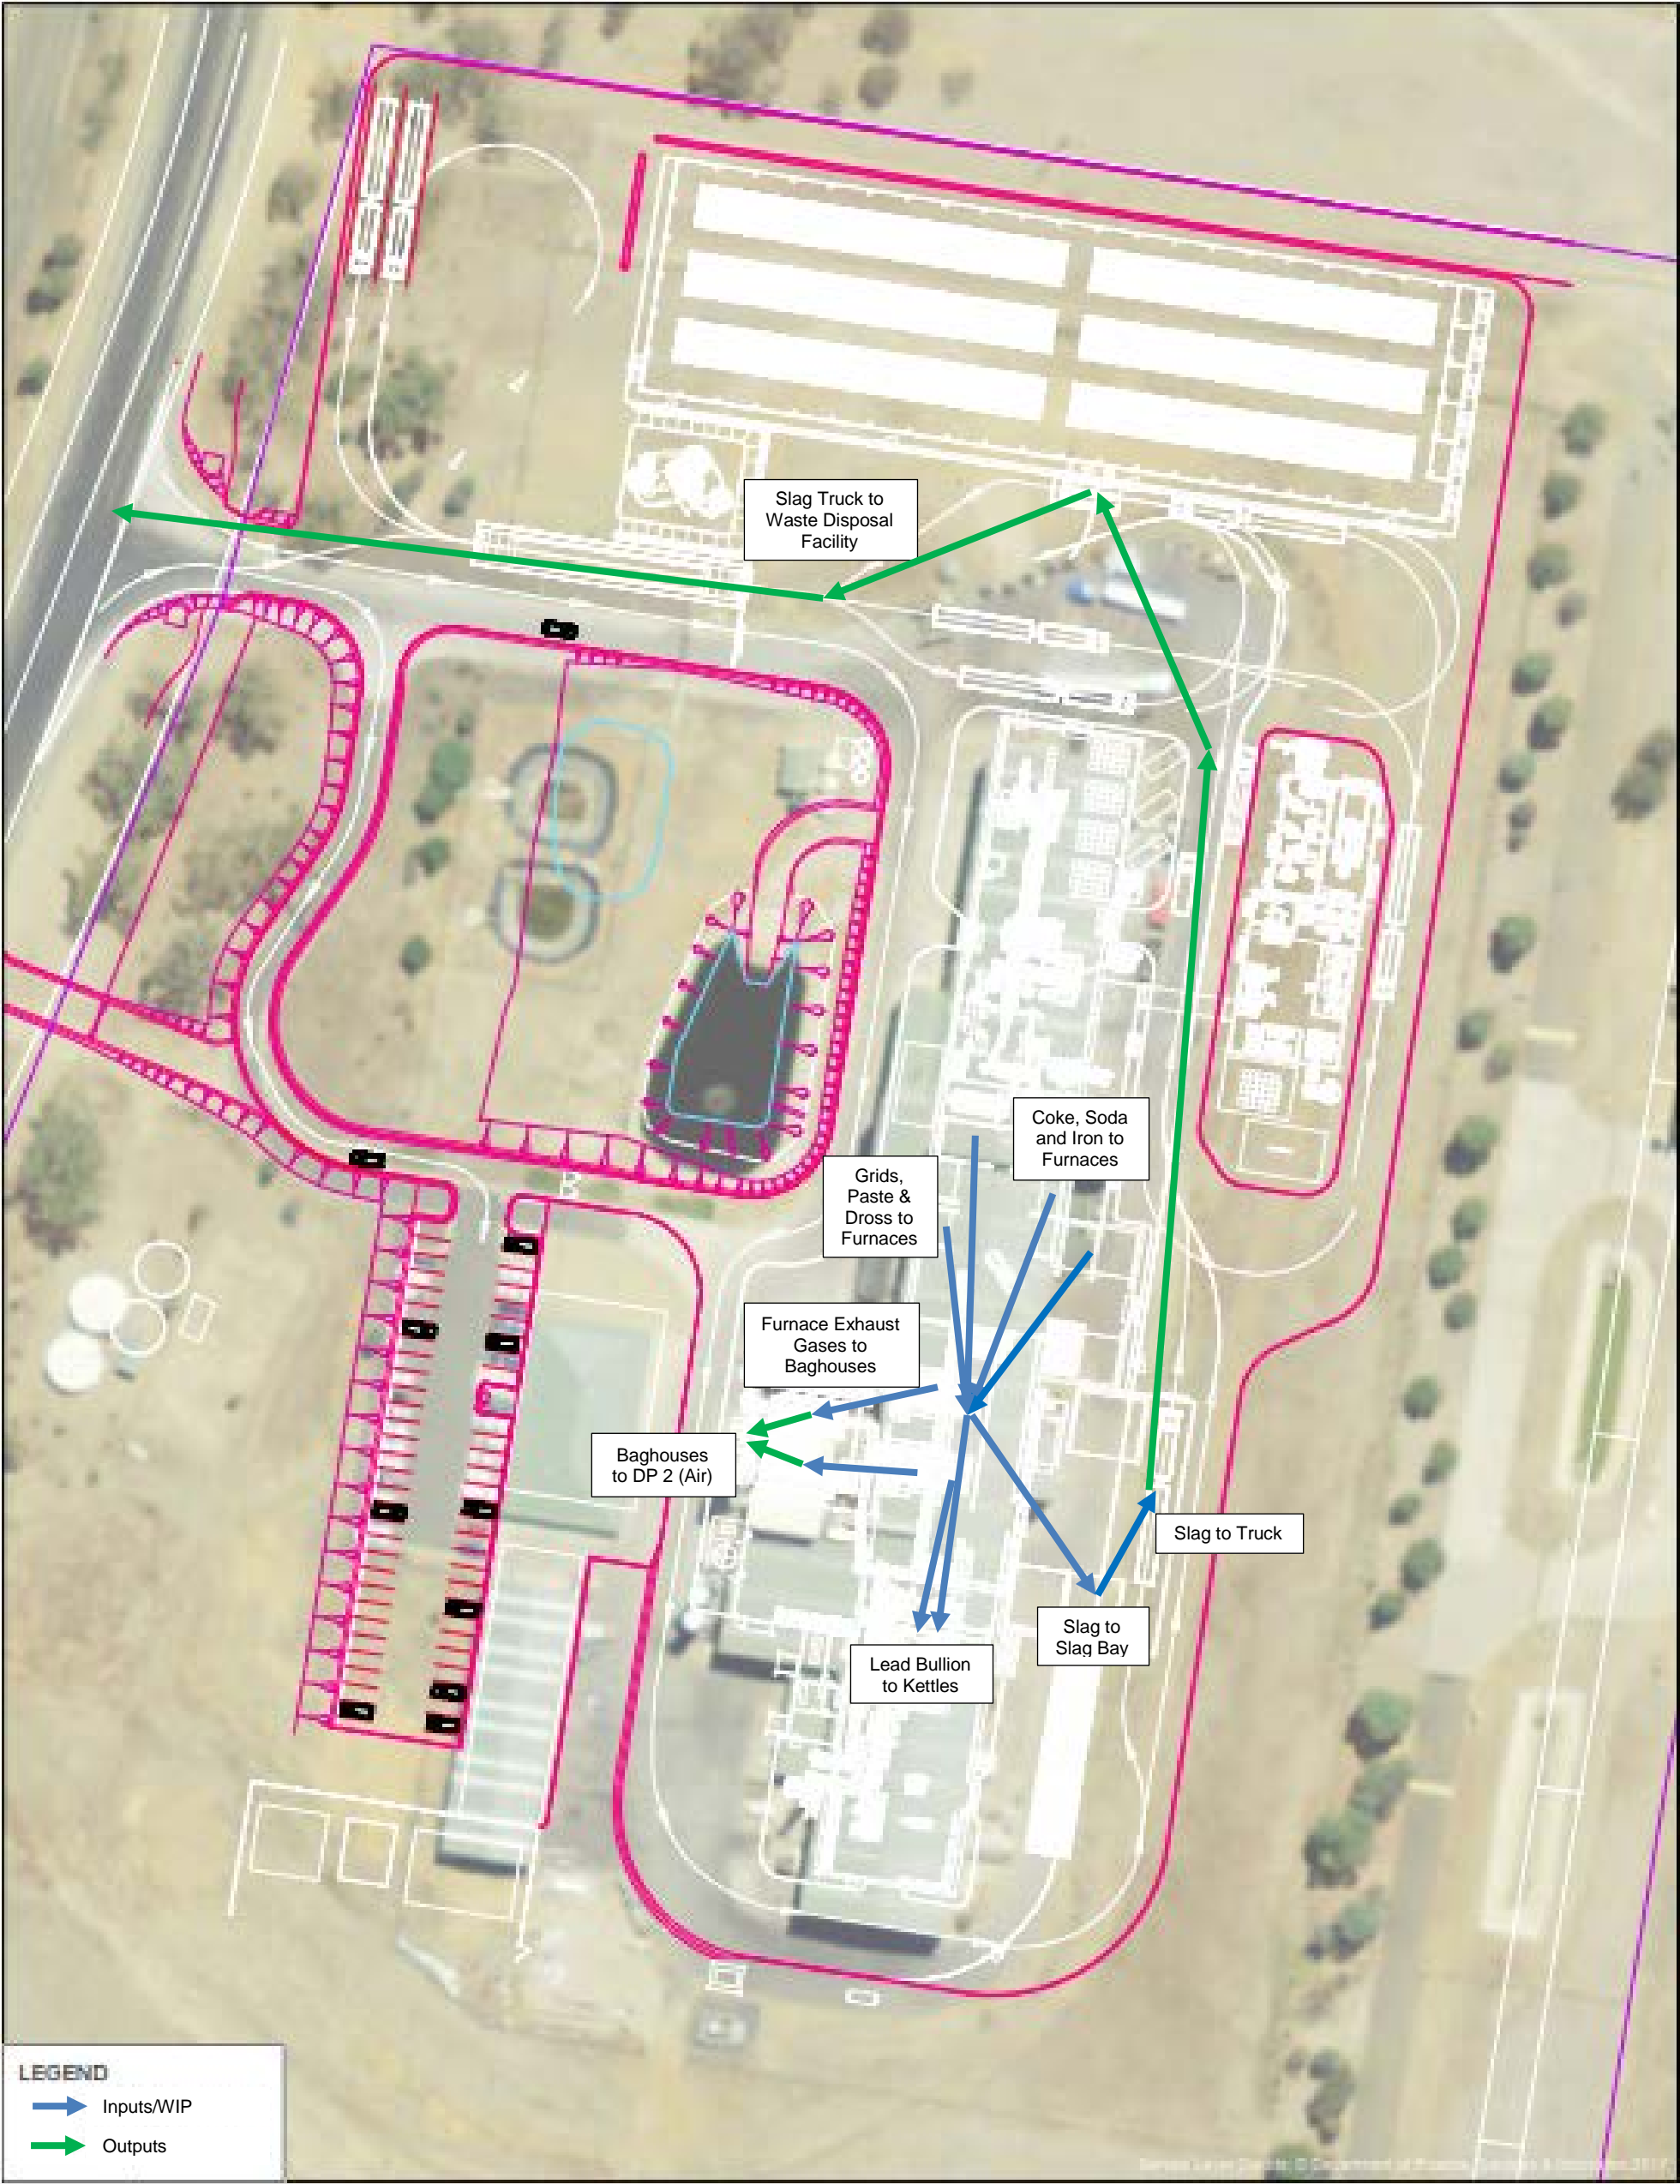 Slag Truck to
Waste Disposal
Facility
Coke, Soda
and Iron to
Furnaces
Grids,
Paste &
Dross to
Furnaces
Furnace Exhaust
Gases to
Baghouses
Baghouses
to DP 2 (Air)
Slag to Truck
Slag to
Slag Bay
Lead Bullion
to Kettles
LEGEND
Inputs/WIP
Outputs